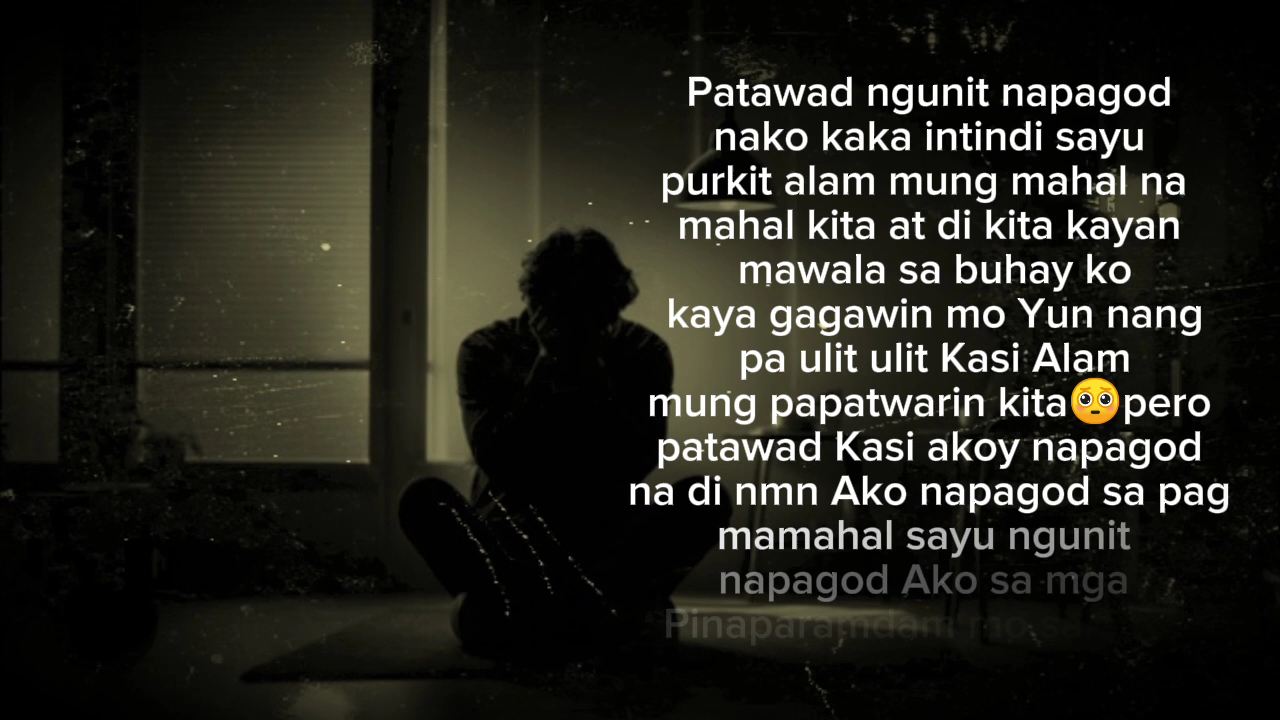 Patawad ngunit napagod
nako kaka intindi sayu
purkit alam mung mahal na
mahal kita at di kita kayan
mawala sa buhay ko
kaya gagawin mo Yun nang
pa ulit ulit Kasi Alam
mung papatwarin kita🥺pero
patawad Kasi akoy napagod
na di nmn Ako napagod sa pag
mamahal sayu ngunit
napagod Ako sa mga
Pinaparamdam mo sa